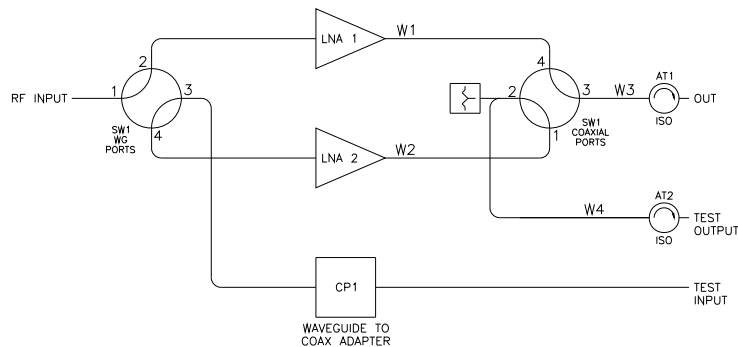 LNA 1
W1
2
4
1
3
2
3
W3
AT1
RF INPUT
OUT
4
1
SW1
WG
PORTS
SW1
COAXIAL
PORTS
ISO
LNA 2
W2
AT2
W4
TEST
OUTPUT
ISO
CP1
TEST
INPUT
WAVEGUIDE TO
COAX ADAPTER